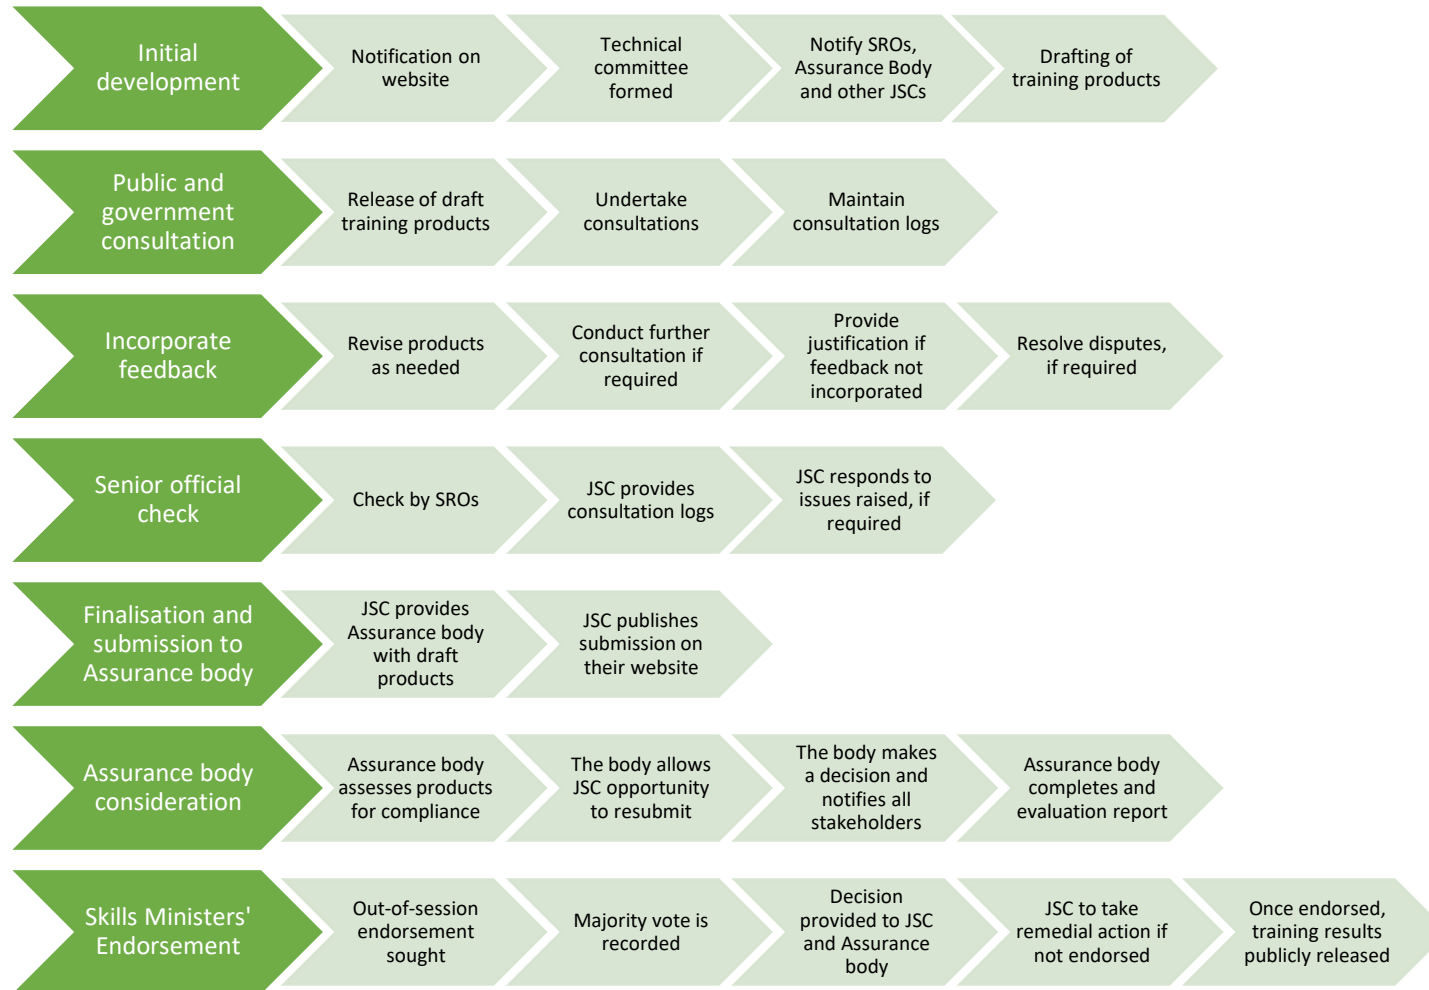 Initial
development
Notification on
website
Technical
committee
formed
Notify SROs,
Assurance Body
and other JSCs
Drafting of
training products
Public and
government
consultation
Release of draft
training products
Undertake
consultations
Maintain
consultation logs
Incorporate
feedback
Revise products
as needed
Conduct further
consultation if
required
Provide
justification if
feedback not
incorporated
Resolve disputes,
if required
Senior official
check
Check by SROs
JSC provides
consultation logs
JSC responds to
issues raised, if
required
Finalisation and
submission to
Assurance body
JSC provides
Assurance body
with draft
products
JSC publishes
submission on
their website
Assurance body
consideration
Assurance body
assesses products
for compliance
The body allows
JSC opportunity
to resubmit
The body makes
a decision and
notifies all
stakeholders
Assurance body
completes and
evaluation report
Skills Ministers'
Endorsement
Out-of-session
endorsement
sought
Majority vote is
recorded
Decision
provided to JSC
and Assurance
body
JSC to take
remedial action if
not endorsed
Once endorsed,
training results
publicly released